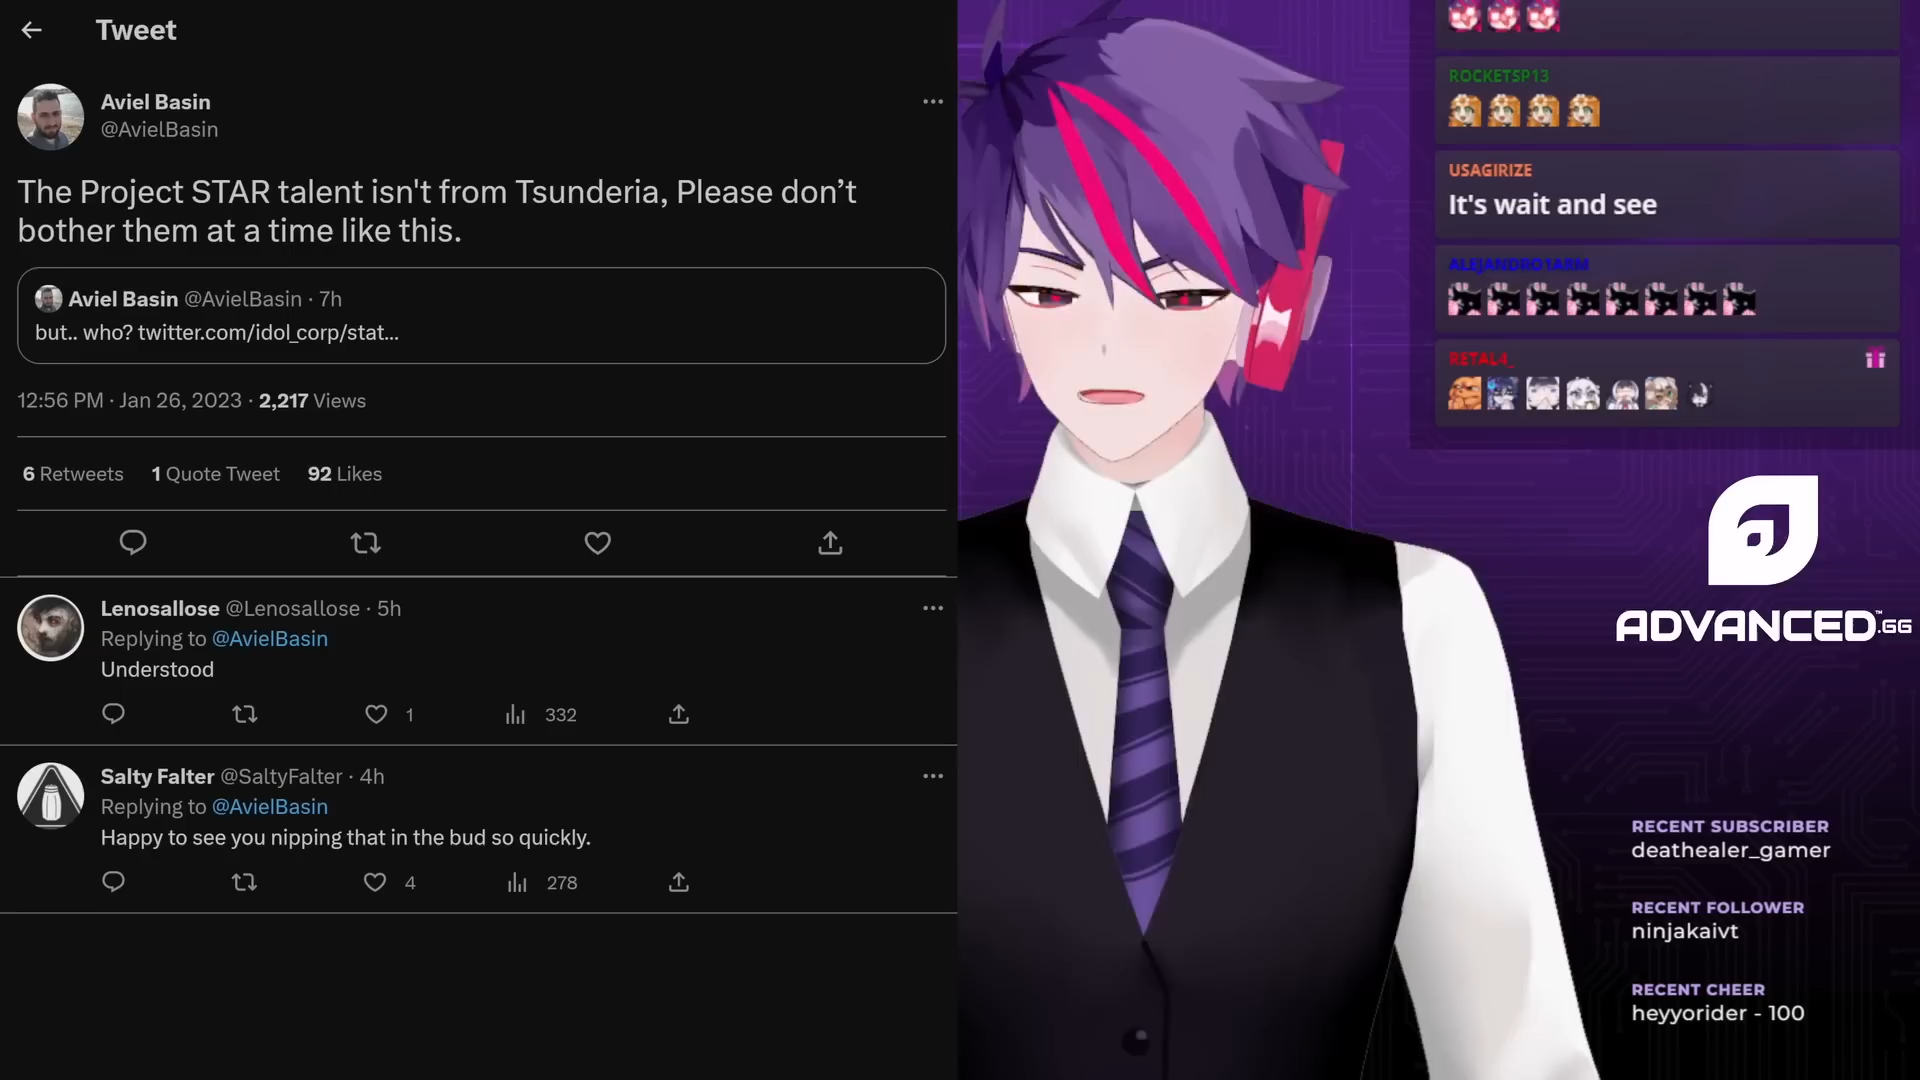 Tweet
Aviel Basin
@AvielBasin
The Project STAR talent isn't from Tsunderia, Please don’t
bother them at a time like this.
Aviel Basin @AvielBasin · 7h
but.. who? twitter.com/idol_corp/stat...
12:56 PM · Jan 26, 2023 · 2,217 Views
6 Retweets 1 Quote Tweet 92 Likes
Lenosallose @Lenosallose · 5h
Replying to @AvielBasin
Understood
1 332
Salty Falter @SaltyFalter · 4h
Replying to @AvielBasin
Happy to see you nipping that in the bud so quickly.
4 278
ROCKETSP13
USAGIRIZE
It's wait and see
ALEJANDRO1ARM
RETAL4_
ADVANCED.GG
™
RECENT SUBSCRIBER
deathealer_gamer
RECENT FOLLOWER
ninjakaivt
RECENT CHEER
heyyorider - 100